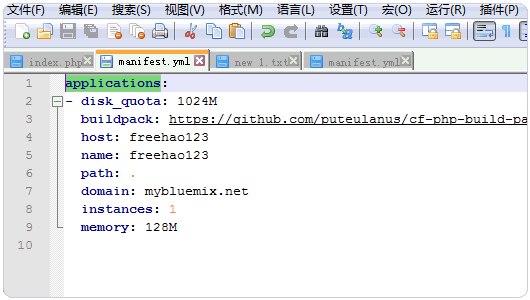 文件(F) 编辑(E) 搜索(S) 视图(V) 格式(M) 语言(L) 设置(T) 宏(O) 运行(R) 插件(P)
index.php manifest.yml new 1.txt manifest.yml
1 applications:
2 - disk_quota: 1024M
3 buildpack: https://github.com/puteulanus/cf-php-build-pa
4 host: freehao123
5 name: freehao123
6 path: .
7 domain: mybluemix.net
8 instances: 1
9 memory: 128M
10